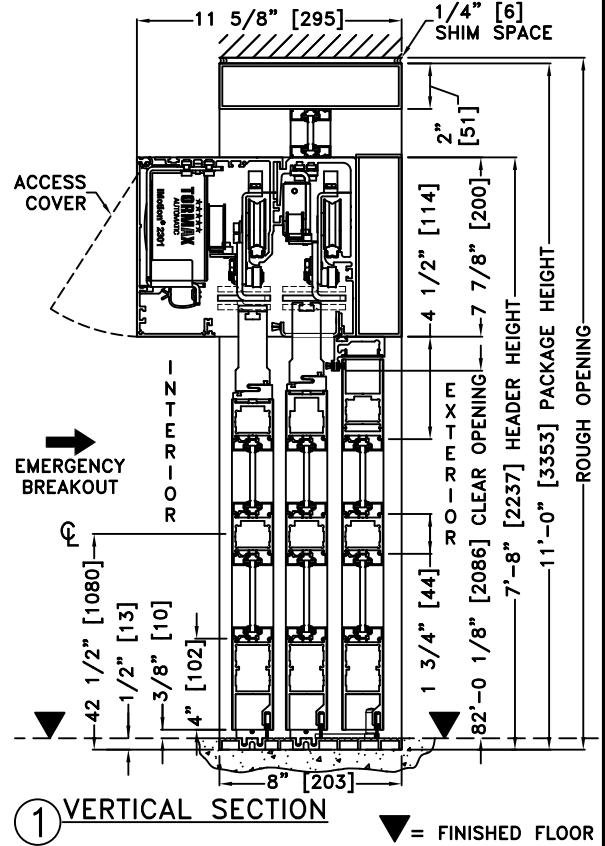 11 5/8" [295]
1/4" [6]
SHIM SPACE
2"
[51]
ACCESS
COVER
★★★★★
TORMAX
AUTOMATIC
iMotion® 2301
4 1/2" [114]
7 7/8" [200]
7'-8" [2237] HEADER HEIGHT
11'-0" [3353] PACKAGE HEIGHT
ROUGH OPENING
INTERIOR
EXTERIOR
82'-0 1/8" [2086] CLEAR OPENING
EMERGENCY
BREAKOUT
℄
42 1/2" [1080]
1/2" [13]
3/8" [10]
4" [102]
1 3/4" [44]
8" [203]
1 VERTICAL SECTION
▼= FINISHED FLOOR